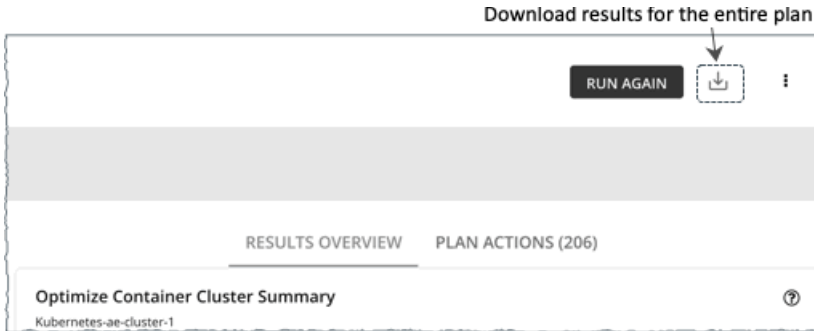 Download results for the entire plan
RUN AGAIN
RESULTS OVERVIEW PLAN ACTIONS (206)
Optimize Container Cluster Summary
Kubernetes-ae-cluster-1